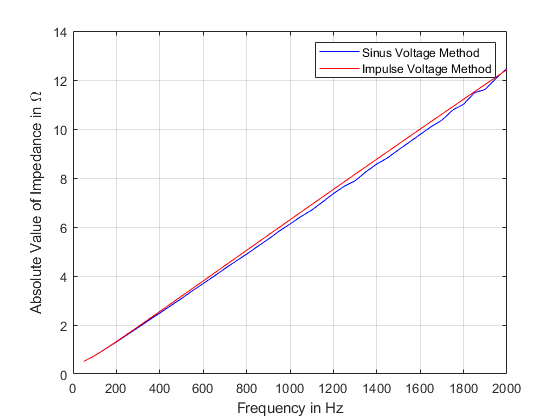 14
12
10
8
6
4
2
0
Absolute Value of Impedance in Ω
Sinus Voltage Method
Impulse Voltage Method
0 200 400 600 800 1000 1200 1400 1600 1800 2000
Frequency in Hz